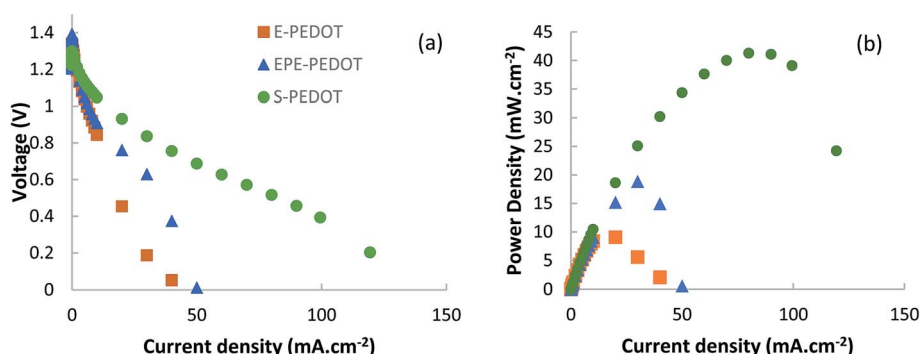 1.4
1.2
1
0.8
0.6
0.4
0.2
0
Voltage (V)
E-PEDOT
EPE-PEDOT
S-PEDOT
(a)
0 50 100 150
Current density (mA.cm-2)
45
40
35
30
25
20
15
10
5
0
Power Density (mW.cm-2)
(b)
0 50 100 150
Current density (mA.cm-2)